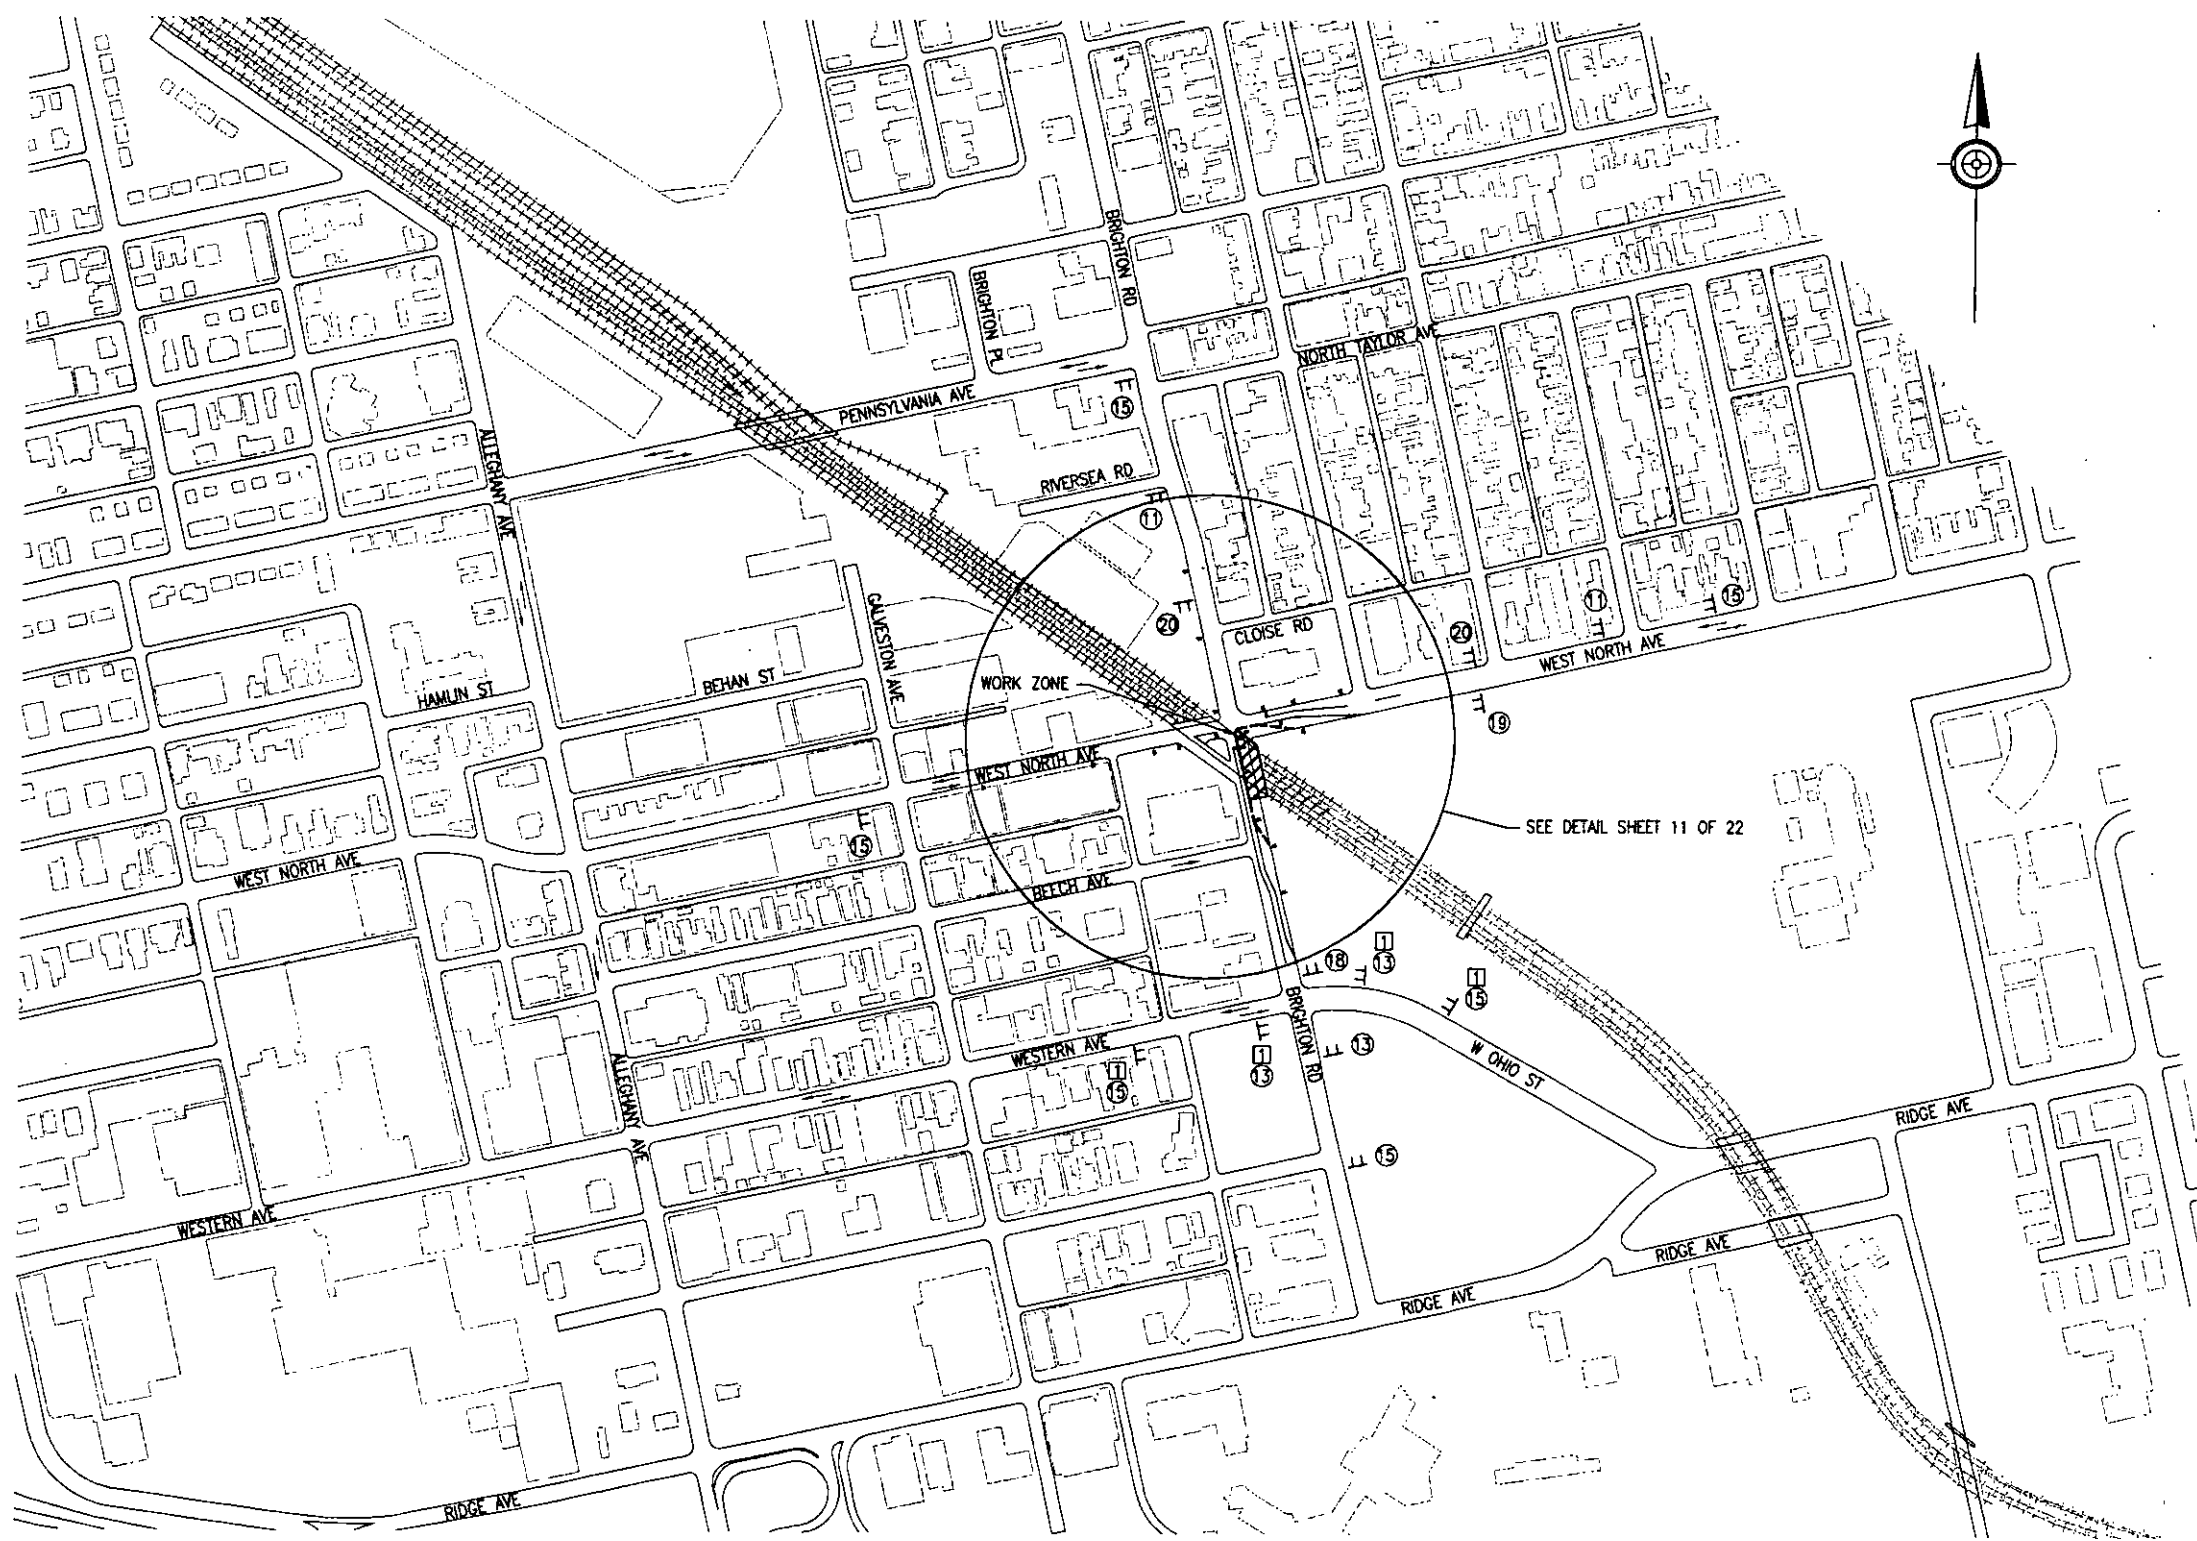 BRIGHTON RD
BRIGHTON PL
NORTH TAYLOR AVE
PENNSYLVANIA AVE
15
ALLEGHANY AVE
RIVERSEA RD
11
GALVESTON AVE
11
15
20
CLOISE RD
20
WEST NORTH AVE
WORK ZONE
BEHAN ST
HAMLIN ST
19
WEST NORTH AVE
SEE DETAIL SHEET 11 OF 22
15
WEST NORTH AVE
BEECH AVE
18
1
13
1
15
BRIGHTON RD
WESTERN AVE
1
13
13
W OHIO ST
1
15
ALLEGHANY AVE
RIDGE AVE
15
WESTERN AVE
RIDGE AVE
RIDGE AVE
RIDGE AVE